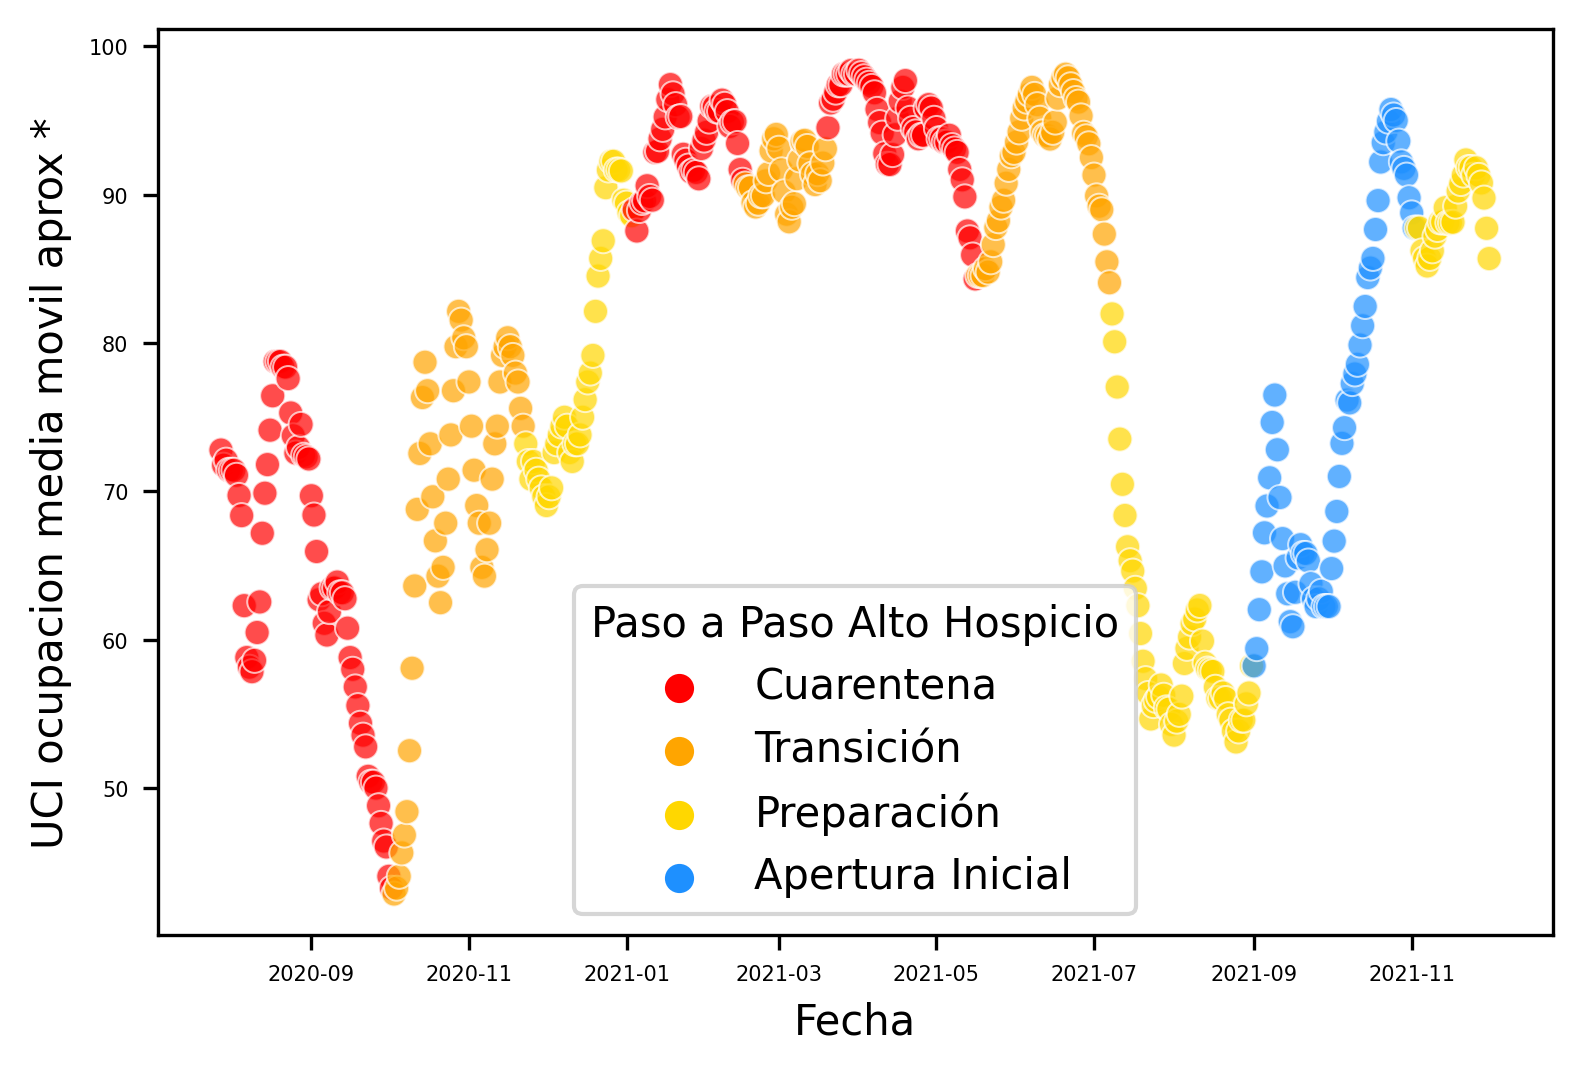 UCI ocupacion media movil aprox *
100
90
80
70
60
50
Paso a Paso Alto Hospicio
Cuarentena
Transición
Preparación
Apertura Inicial
2020-09 2020-11 2021-01 2021-03 2021-05 2021-07 2021-09 2021-11
Fecha